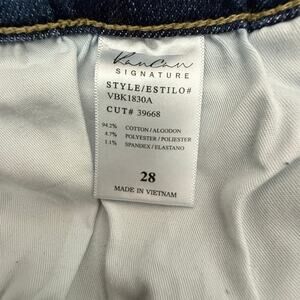 Kancan
SIGNATURE
STYLE/ESTILO#
VBK1830A
CUT# 39668
94.2% COTTON / ALGODON
4.7% POLYESTER / POLIESTER
1.1% SPANDEX / ELASTANO
28
MADE IN VIETNAM